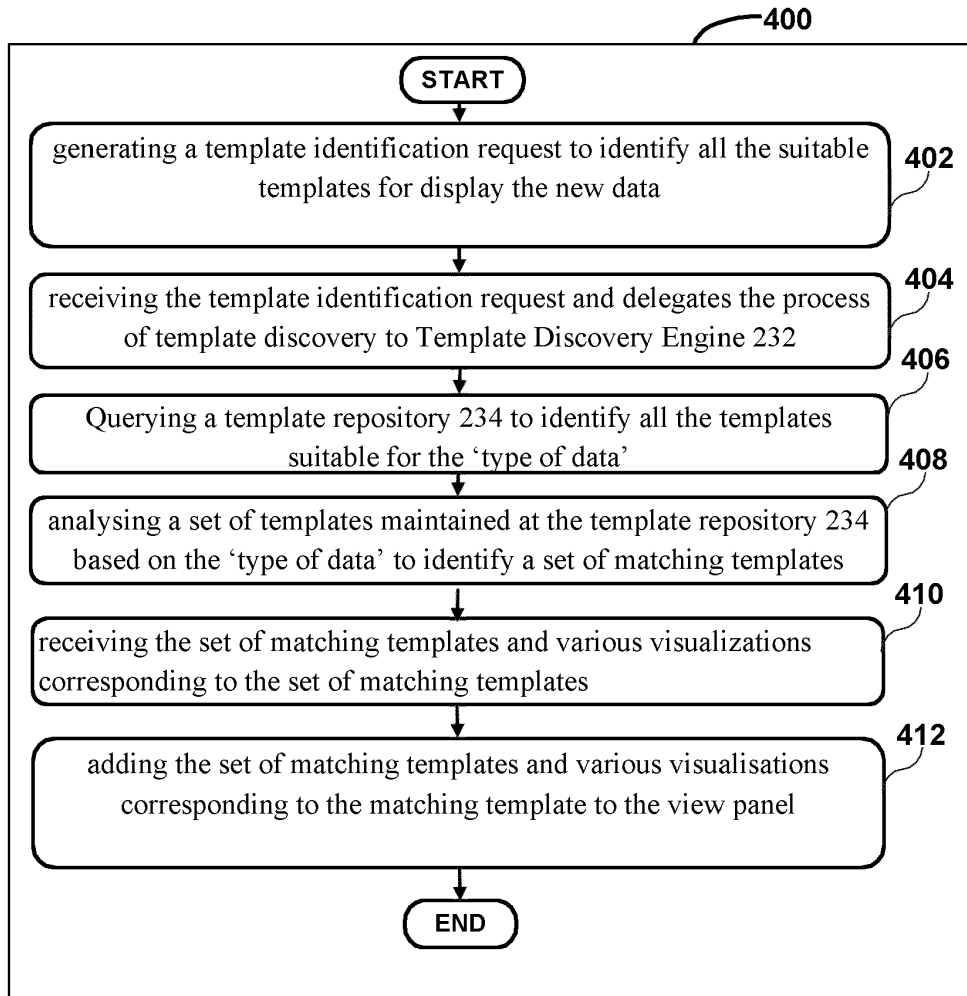 400
START
generating a template identification request to identify all the suitable
templates for display the new data
402
receiving the template identification request and delegates the process
of template discovery to Template Discovery Engine 232
404
Querying a template repository 234 to identify all the templates
suitable for the ‘type of data’
406
analysing a set of templates maintained at the template repository 234
based on the ‘type of data’ to identify a set of matching templates
408
receiving the set of matching templates and various visualizations
corresponding to the set of matching templates
410
adding the set of matching templates and various visualisations
corresponding to the matching template to the view panel
412
END